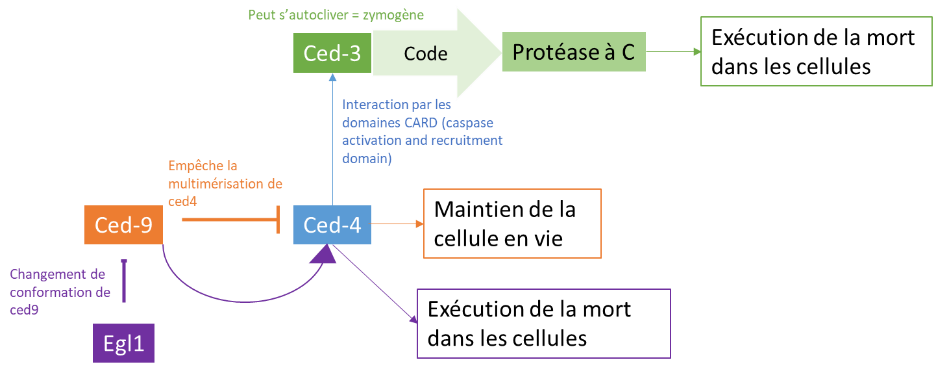 Peut s’autocliver = zymogène
Ced-3
Code
Protéase à C
Exécution de la mort
dans les cellules
Interaction par les
domaines CARD (caspase
activation and recruitment
domain)
Empêche la
multimérisation de
ced4
Ced-9
Ced-4
Maintien de la
cellule en vie
Changement de
conformation de
ced9
Egl1
Exécution de la mort
dans les cellules